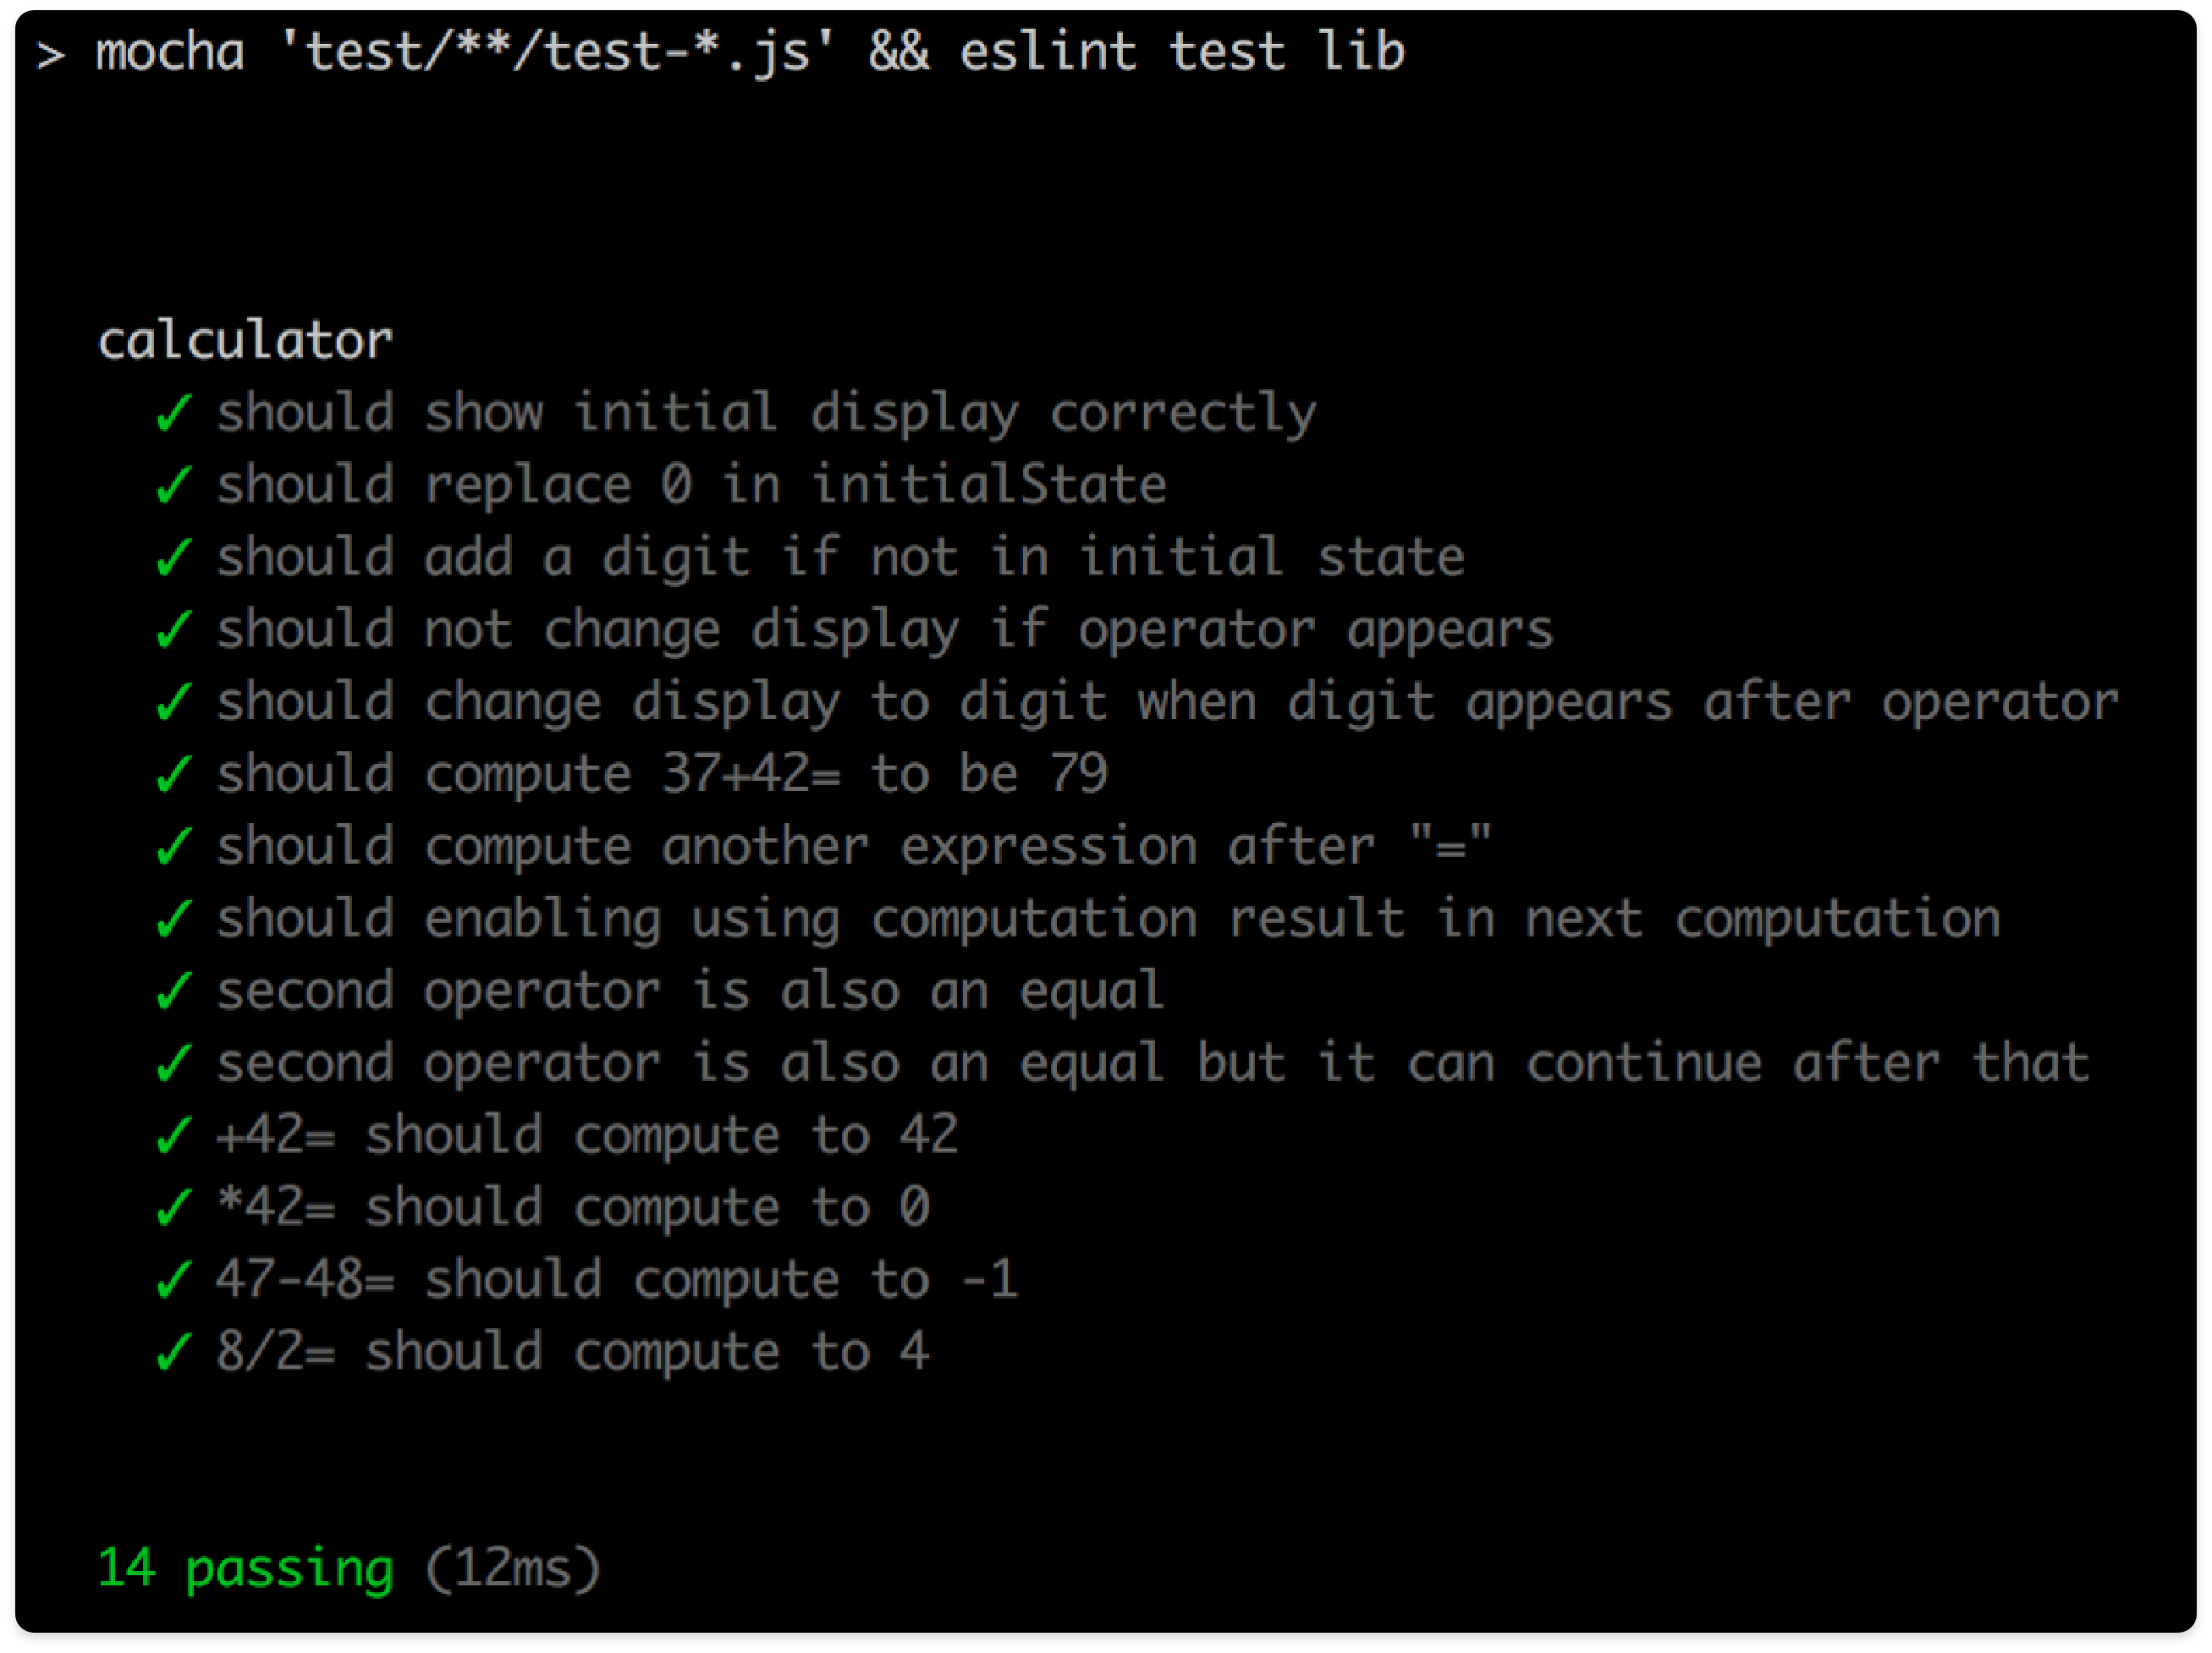 > mocha 'test/**/test-*.js' && eslint test lib
calculator
✓ should show initial display correctly
✓ should replace 0 in initialState
✓ should add a digit if not in initial state
✓ should not change display if operator appears
✓ should change display to digit when digit appears after operator
✓ should compute 37+42= to be 79
✓ should compute another expression after "="
✓ should enabling using computation result in next computation
✓ second operator is also an equal
✓ second operator is also an equal but it can continue after that
✓ +42= should compute to 42
✓ *42= should compute to 0
✓ 47-48= should compute to -1
✓ 8/2= should compute to 4
14 passing (12ms)